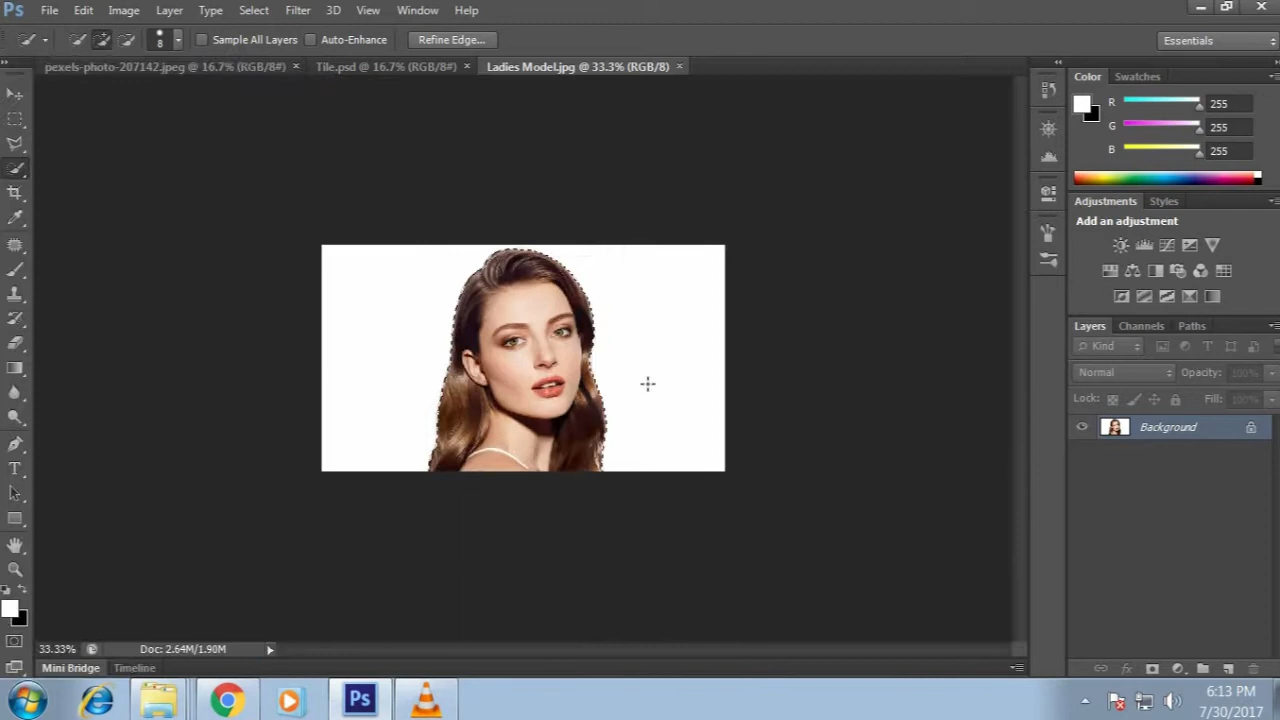 Ps File Edit Image Layer Type Select Filter 3D View Window Help
8 Sample All Layers Auto-Enhance Refine Edge... Essentials
pexels-photo-207142.jpeg @ 16.7% (RGB/8#) × Tile.psd @ 16.7% (RGB/8#) × Ladies Model.jpg @ 33.3% (RGB/8) ×
Color Swatches
R 255
G 255
B 255
Adjustments Styles
Add an adjustment
Layers Channels Paths
Kind
Normal Opacity: 100%
Lock: Fill: 100%
Background
33.33% Doc: 2.64M/1.90M
Mini Bridge Timeline
Ps
6:13 PM
7/30/2017